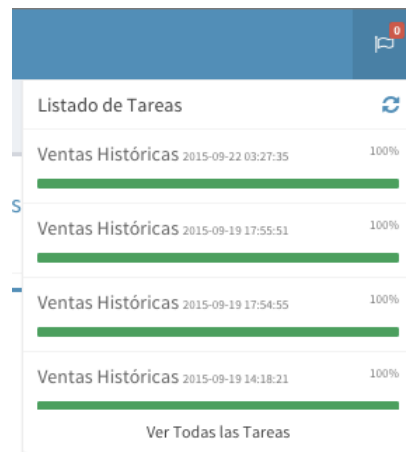 0
Listado de Tareas
Ventas Históricas 2015-09-22 03:27:35 100%
S
Ventas Históricas 2015-09-19 17:55:51 100%
Ventas Históricas 2015-09-19 17:54:55 100%
Ventas Históricas 2015-09-19 14:18:21 100%
Ver Todas las Tareas